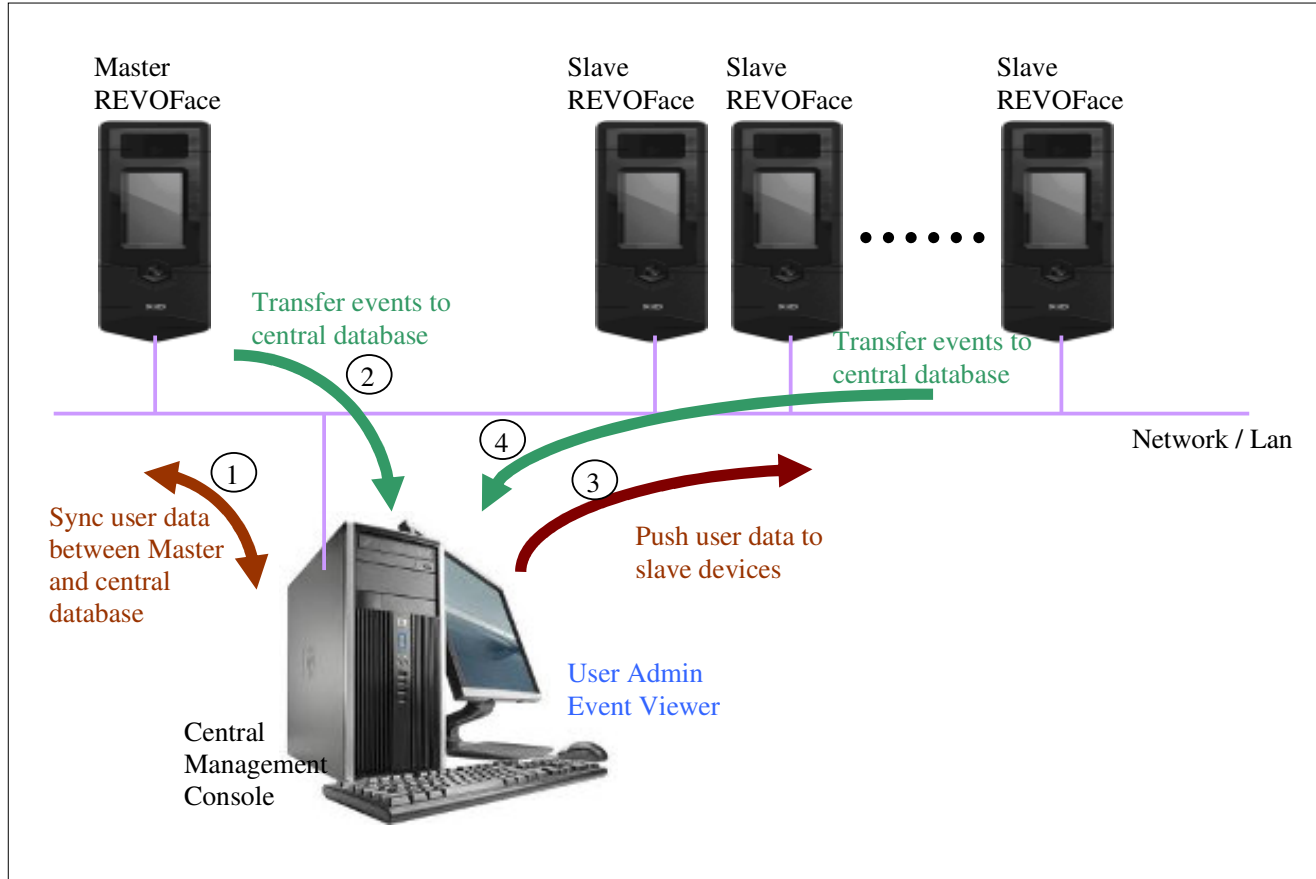 Master
REVOFace
Slave
REVOFace
Slave
REVOFace
Slave
REVOFace
Transfer events to
central database
2
Transfer events to
central database
Network / Lan
4
1
3
Sync user data
between Master
and central
database
Push user data to
slave devices
User Admin
Event Viewer
Central
Management
Console